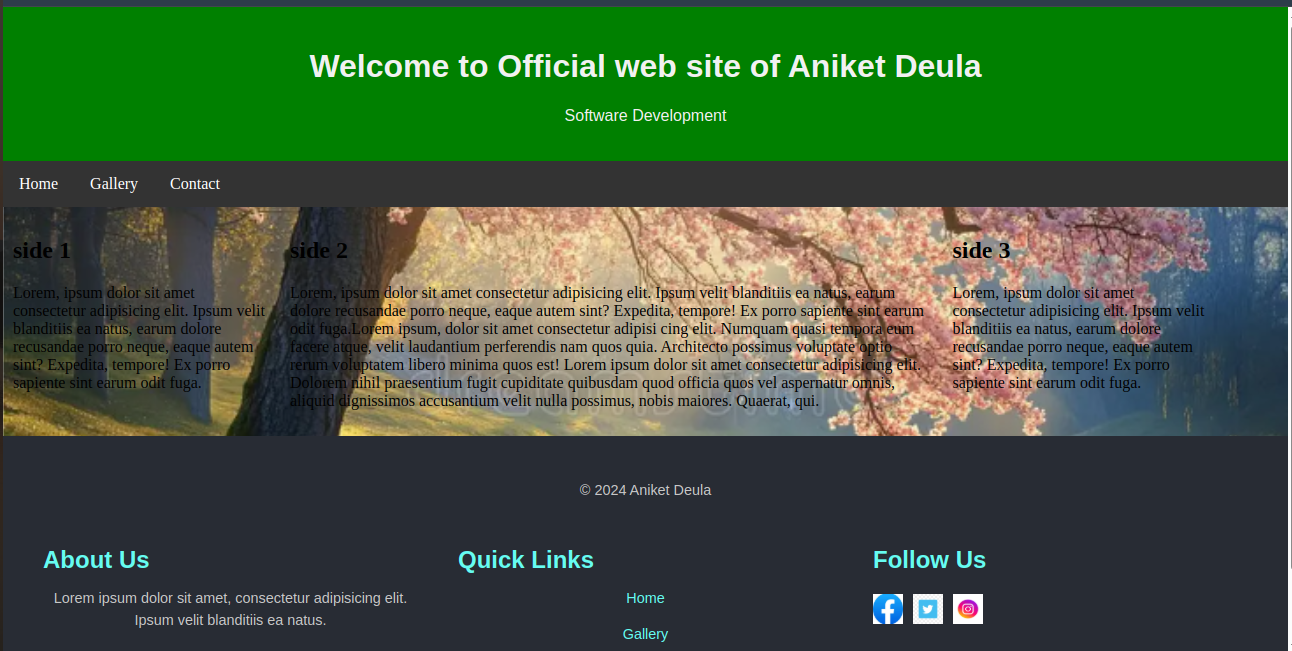 Welcome to Official web site of Aniket Deula
Software Development
Home Gallery Contact
side 1
Lorem, ipsum dolor sit amet
consectetur adipisicing elit. Ipsum velit
blanditiis ea natus, earum dolore
recusandae porro neque, eaque autem
sint? Expedita, tempore! Ex porro
sapiente sint earum odit fuga.
side 2
Lorem, ipsum dolor sit amet consectetur adipisicing elit. Ipsum velit blanditiis ea natus, earum
dolore recusandae porro neque, eaque autem sint? Expedita, tempore! Ex porro sapiente sint earum
odit fuga.Lorem ipsum, dolor sit amet consectetur adipisi cing elit. Numquam quasi tempora eum
facere atque, velit laudantium perferendis nam quos quia. Architecto possimus voluptate optio
rerum voluptatem libero minima quos est! Lorem ipsum dolor sit amet consectetur adipisicing elit.
Dolorem nihil praesentium fugit cupiditate quibusdam quod officia quos vel aspernatur omnis,
aliquid dignissimos accusantium velit nulla possimus, nobis maiores. Quaerat, qui.
side 3
Lorem, ipsum dolor sit amet
consectetur adipisicing elit. Ipsum velit
blanditiis ea natus, earum dolore
recusandae porro neque, eaque autem
sint? Expedita, tempore! Ex porro
sapiente sint earum odit fuga.
© 2024 Aniket Deula
About Us
Lorem ipsum dolor sit amet, consectetur adipisicing elit.
Ipsum velit blanditiis ea natus.
Quick Links
Home
Gallery
Follow Us